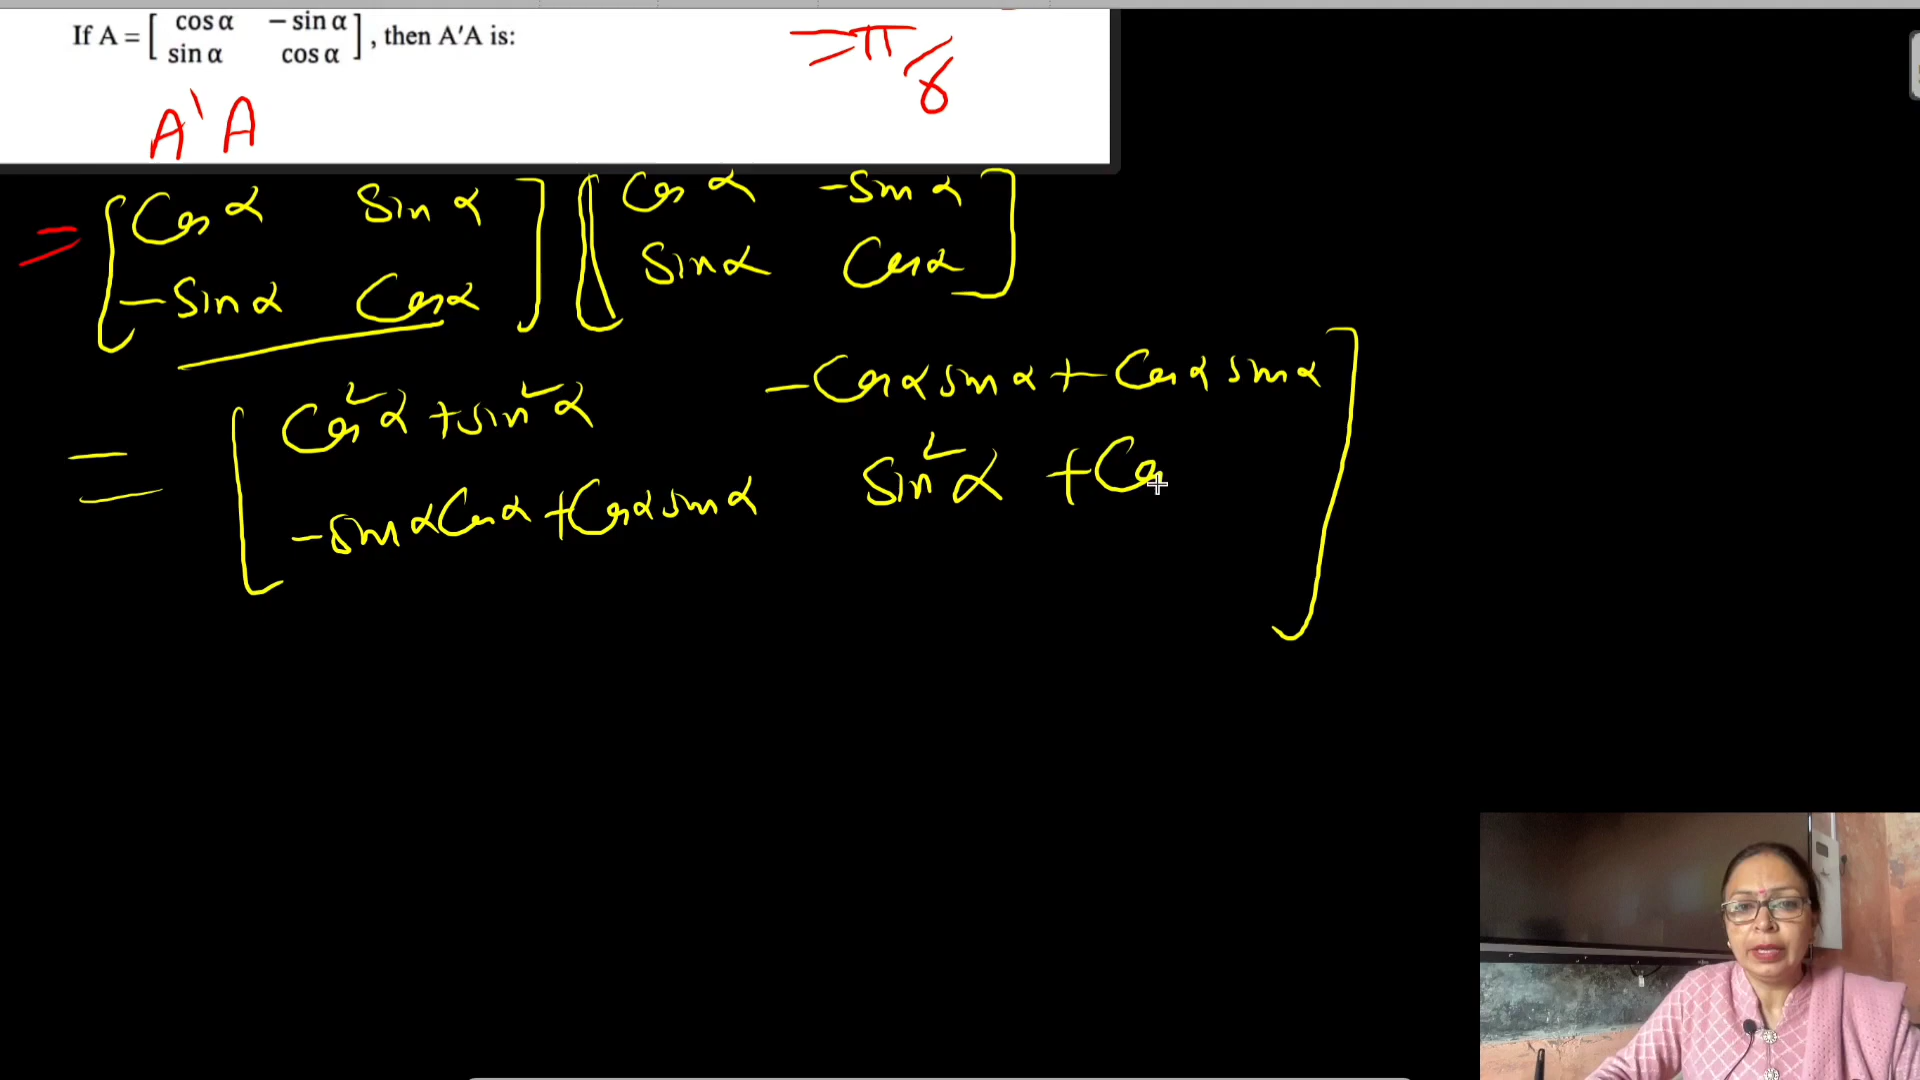 If A = [ cos α  − sin α
sin α  cos α ] , then A′A is:
= π/8
A' A
= [ Cos α  Sin α ] [ Cos α  -Sin α
-Sin α  Cos α ] Sin α  Cos α ]
= [ Cos²α + sin²α  -Cos α sin α + Cos α sin α
-sin α Cos α + Cos α sin α  Sin²α + Cos ]